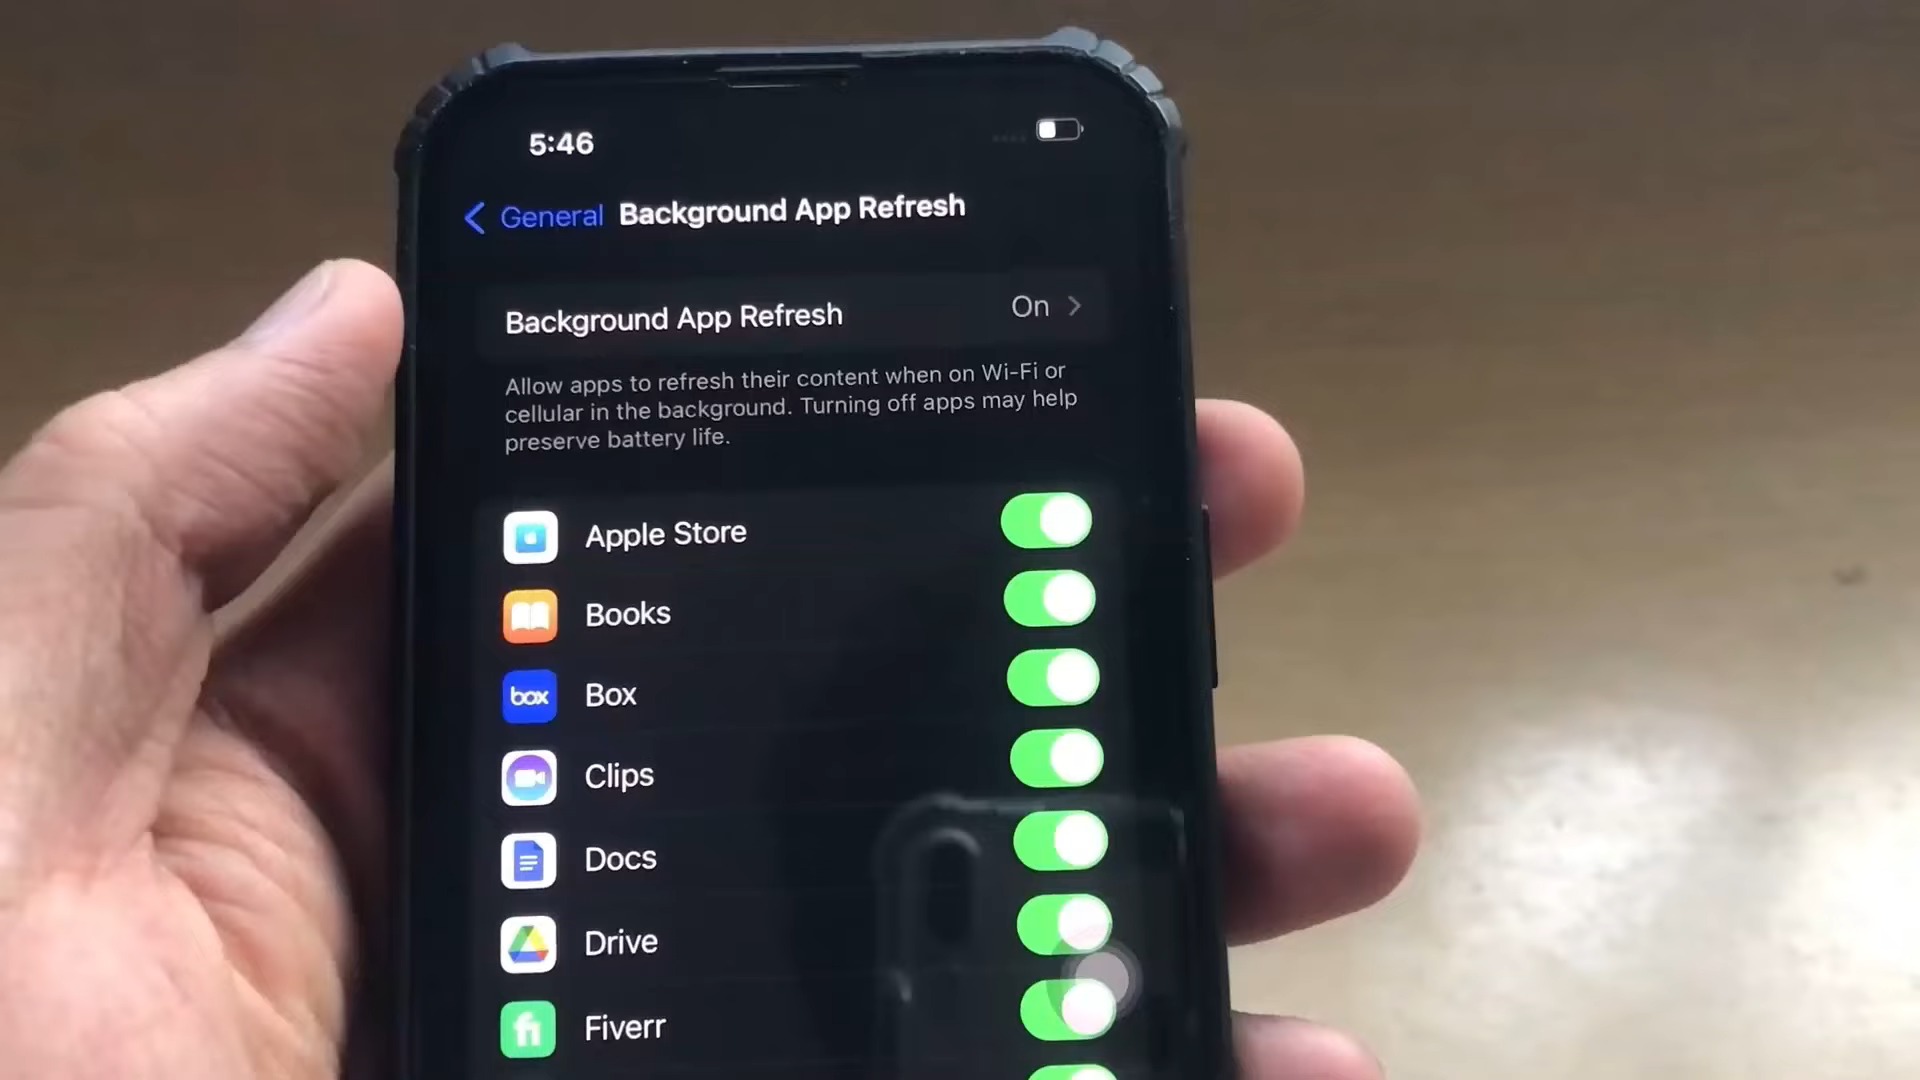 5:46
General Background App Refresh
Background App Refresh On
Allow apps to refresh their content when on Wi-Fi or
cellular in the background. Turning off apps may help
preserve battery life.
Apple Store
Books
box Box
Clips
Docs
Drive
fi Fiverr